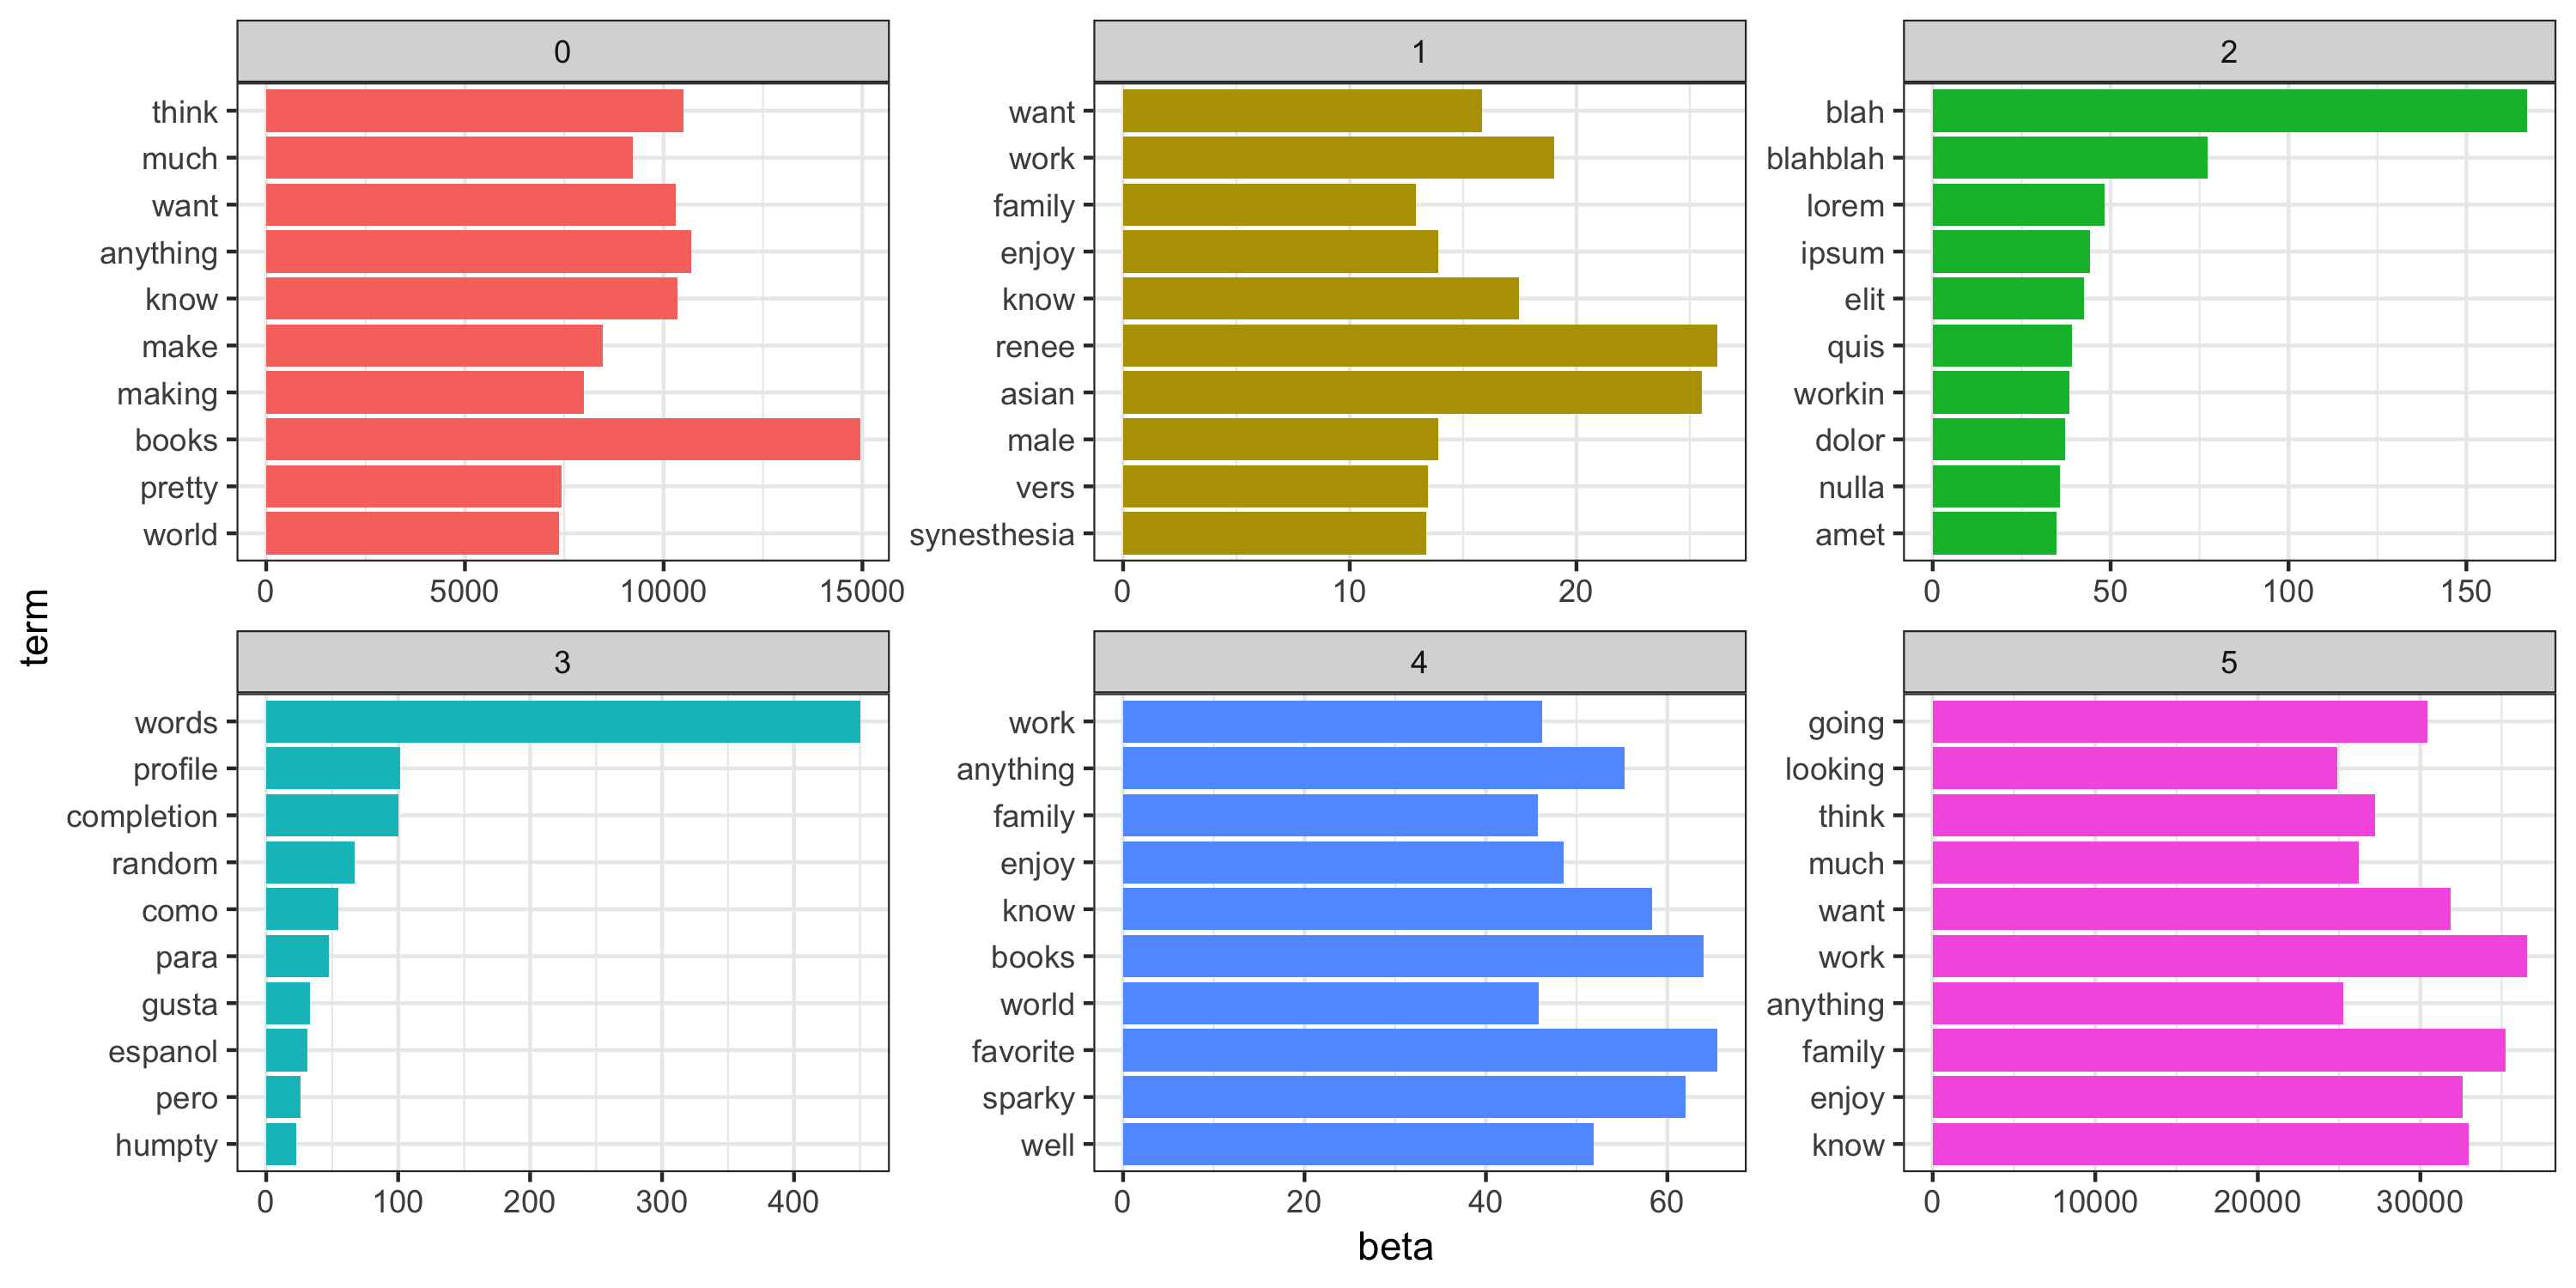 0
think
much
want
anything
know
make
making
books
pretty
world
0 5000 10000 15000
1
want
work
family
enjoy
know
renee
asian
male
vers
synesthesia
0 10 20
2
blah
blahblah
lorem
ipsum
elit
quis
workin
dolor
nulla
amet
0 50 100 150
term
3
words
profile
completion
random
como
para
gusta
espanol
pero
humpty
0 100 200 300 400
4
work
anything
family
enjoy
know
books
world
favorite
sparky
well
0 20 40 60
5
going
looking
think
much
want
work
anything
family
enjoy
know
0 10000 20000 30000
beta